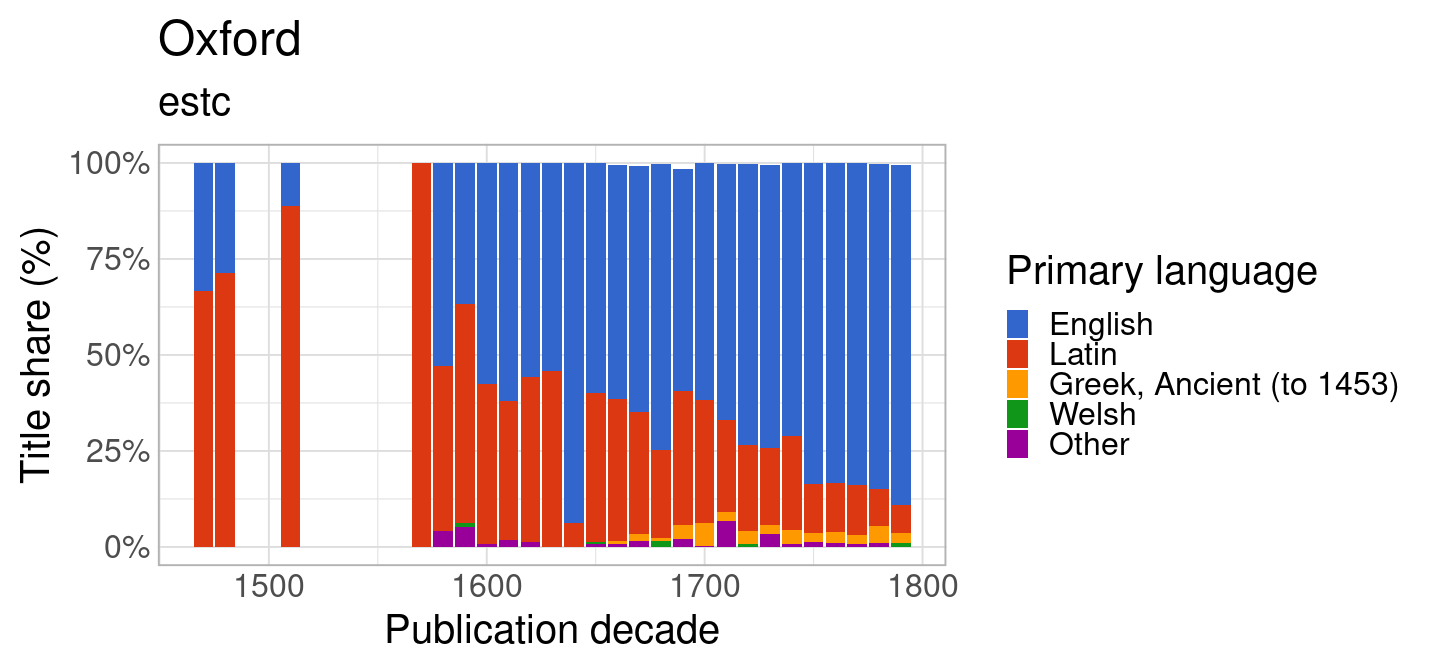 Oxford
estc
Title share (%)
100%
75%
50%
25%
0%
1500
1600
1700
1800
Publication decade
Primary language
English
Latin
Greek, Ancient (to 1453)
Welsh
Other